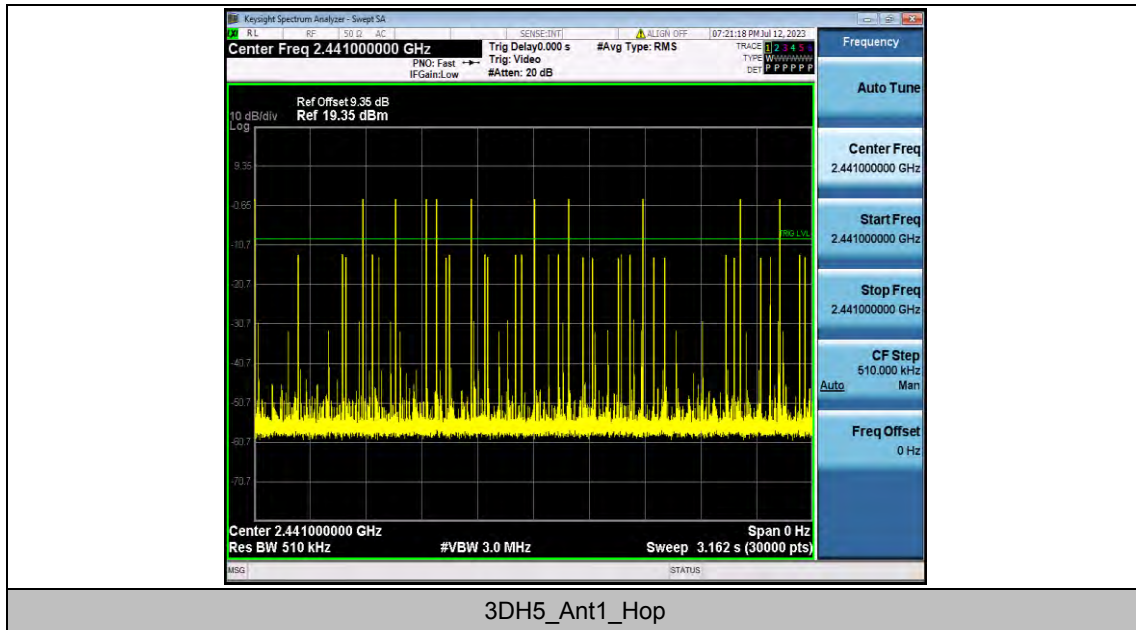 Keysight Spectrum Analyzer - Swept SA
RL RF 50 Ω AC SENSE:INT ALIGN OFF 07:21:18 PM Jul 12, 2023
Center Freq 2.441000000 GHz Trig Delay0.000 s #Avg Type: RMS TRACE 1 2 3 4 5 6
PNO: Fast Trig: Video TYPE WWWWWW
IFGain:Low #Atten: 20 dB DET P P P P P P
Ref Offset 9.35 dB
10 dB/div Ref 19.35 dBm
Log
9.35
-0.65
TRIG LVL
-10.7
-20.7
-30.7
-40.7
-50.7
-60.7
-70.7
Center 2.441000000 GHz Span 0 Hz
Res BW 510 kHz #VBW 3.0 MHz Sweep 3.162 s (30000 pts)
MSG STATUS
Frequency
Auto Tune
Center Freq
2.441000000 GHz
Start Freq
2.441000000 GHz
Stop Freq
2.441000000 GHz
CF Step
510.000 kHz
Auto Man
Freq Offset
0 Hz
3DH5_Ant1_Hop